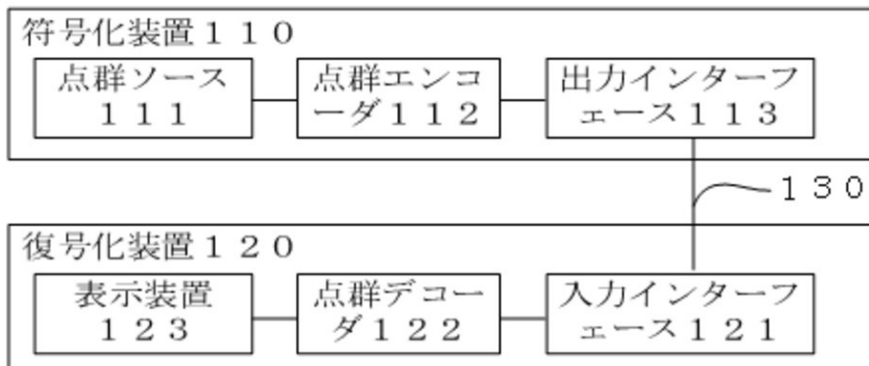 符号化装置１１０
点群ソース
１１１
点群エンコ
ーダ１１２
出力インターフ
ェース１１３
１３０
復号化装置１２０
表示装置
１２３
点群デコー
ダ１２２
入力インターフ
ェース１２１